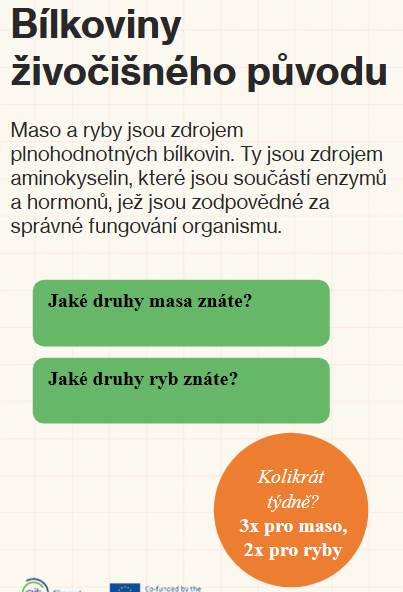 Bílkoviny
živočišného původu
Maso a ryby jsou zdrojem
plnohodnotných bílkovin. Ty jsou zdrojem
aminokyselin, které jsou součástí enzymů
a hormonů, jež jsou zodpovědné za
správné fungování organismu.
Jaké druhy masa znáte?
Jaké druhy ryb znáte?
Kolikrát
týdně?
3x pro maso,
2x pro ryby
Co-funded by the